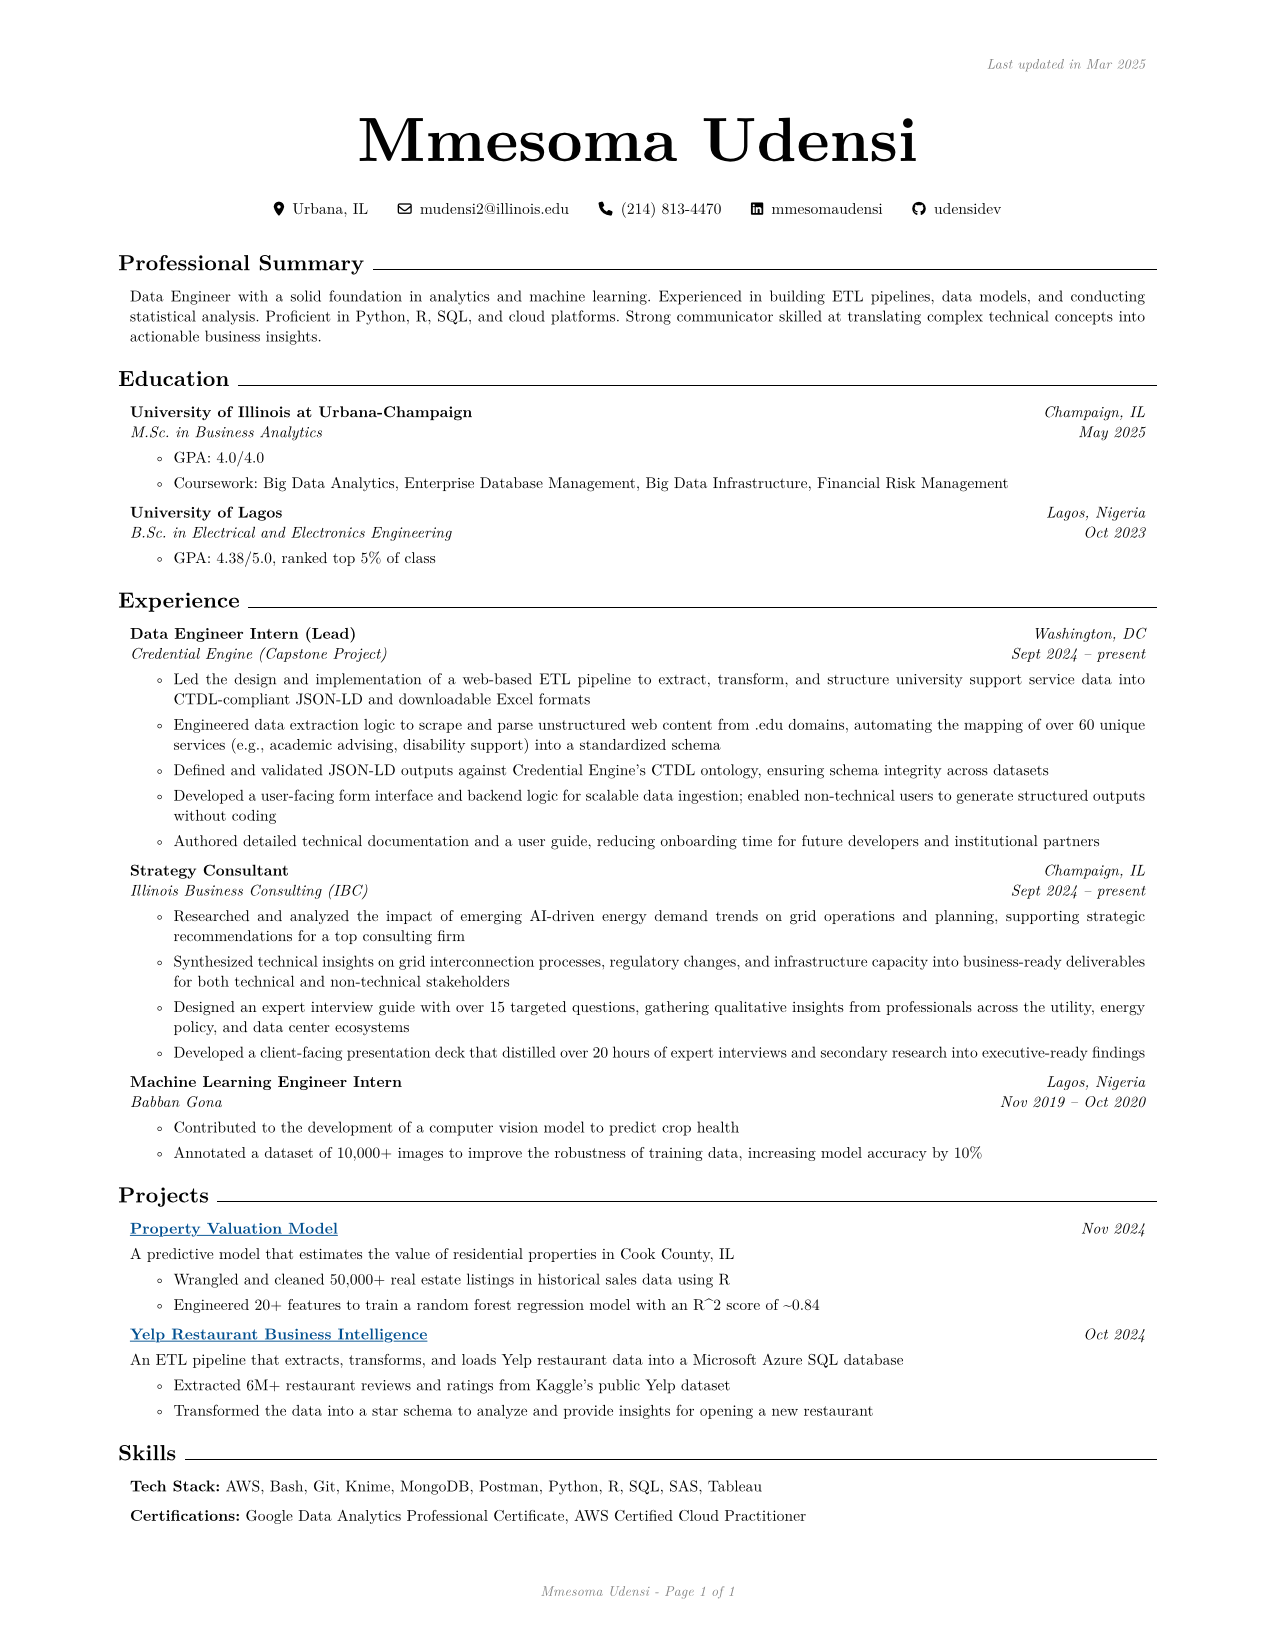 Last updated in Mar 2025
Mmesoma Udensi
Urbana, IL mudensi2@illinois.edu (214) 813-4470 mmesomaudensi udensidev
Professional Summary
Data Engineer with a solid foundation in analytics and machine learning. Experienced in building ETL pipelines, data models, and conducting
statistical analysis. Proficient in Python, R, SQL, and cloud platforms. Strong communicator skilled at translating complex technical concepts into
actionable business insights.
Education
University of Illinois at Urbana-Champaign Champaign, IL
M.Sc. in Business Analytics May 2025
◦ GPA: 4.0/4.0
◦ Coursework: Big Data Analytics, Enterprise Database Management, Big Data Infrastructure, Financial Risk Management
University of Lagos Lagos, Nigeria
B.Sc. in Electrical and Electronics Engineering Oct 2023
◦ GPA: 4.38/5.0, ranked top 5% of class
Experience
Data Engineer Intern (Lead) Washington, DC
Credential Engine (Capstone Project) Sept 2024 – present
◦ Led the design and implementation of a web-based ETL pipeline to extract, transform, and structure university support service data into
CTDL-compliant JSON-LD and downloadable Excel formats
◦ Engineered data extraction logic to scrape and parse unstructured web content from .edu domains, automating the mapping of over 60 unique
services (e.g., academic advising, disability support) into a standardized schema
◦ Defined and validated JSON-LD outputs against Credential Engine's CTDL ontology, ensuring schema integrity across datasets
◦ Developed a user-facing form interface and backend logic for scalable data ingestion; enabled non-technical users to generate structured outputs
without coding
◦ Authored detailed technical documentation and a user guide, reducing onboarding time for future developers and institutional partners
Strategy Consultant Champaign, IL
Illinois Business Consulting (IBC) Sept 2024 – present
◦ Researched and analyzed the impact of emerging AI-driven energy demand trends on grid operations and planning, supporting strategic
recommendations for a top consulting firm
◦ Synthesized technical insights on grid interconnection processes, regulatory changes, and infrastructure capacity into business-ready deliverables
for both technical and non-technical stakeholders
◦ Designed an expert interview guide with over 15 targeted questions, gathering qualitative insights from professionals across the utility, energy
policy, and data center ecosystems
◦ Developed a client-facing presentation deck that distilled over 20 hours of expert interviews and secondary research into executive-ready findings
Machine Learning Engineer Intern Lagos, Nigeria
Babban Gona Nov 2019 – Oct 2020
◦ Contributed to the development of a computer vision model to predict crop health
◦ Annotated a dataset of 10,000+ images to improve the robustness of training data, increasing model accuracy by 10%
Projects
Property Valuation Model Nov 2024
A predictive model that estimates the value of residential properties in Cook County, IL
◦ Wrangled and cleaned 50,000+ real estate listings in historical sales data using R
◦ Engineered 20+ features to train a random forest regression model with an R^2 score of ~0.84
Yelp Restaurant Business Intelligence Oct 2024
An ETL pipeline that extracts, transforms, and loads Yelp restaurant data into a Microsoft Azure SQL database
◦ Extracted 6M+ restaurant reviews and ratings from Kaggle's public Yelp dataset
◦ Transformed the data into a star schema to analyze and provide insights for opening a new restaurant
Skills
Tech Stack: AWS, Bash, Git, Knime, MongoDB, Postman, Python, R, SQL, SAS, Tableau
Certifications: Google Data Analytics Professional Certificate, AWS Certified Cloud Practitioner
Mmesoma Udensi - Page 1 of 1